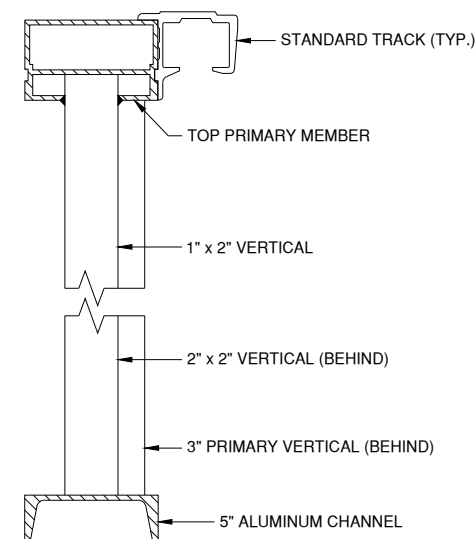 STANDARD TRACK (TYP.)
TOP PRIMARY MEMBER
1" x 2" VERTICAL
2" x 2" VERTICAL (BEHIND)
3" PRIMARY VERTICAL (BEHIND)
5" ALUMINUM CHANNEL